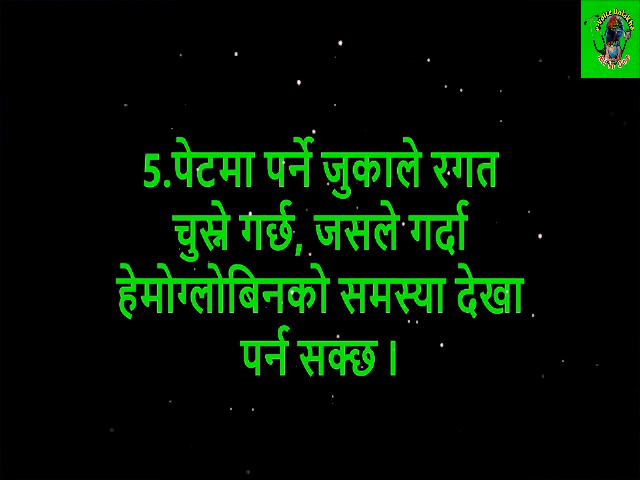 5.पेटमा पर्ने जुकाले रगत
चुस्ने गर्छ, जसले गर्दा
हेमोग्लोबिनको समस्या देखा
पर्न सक्छ ।